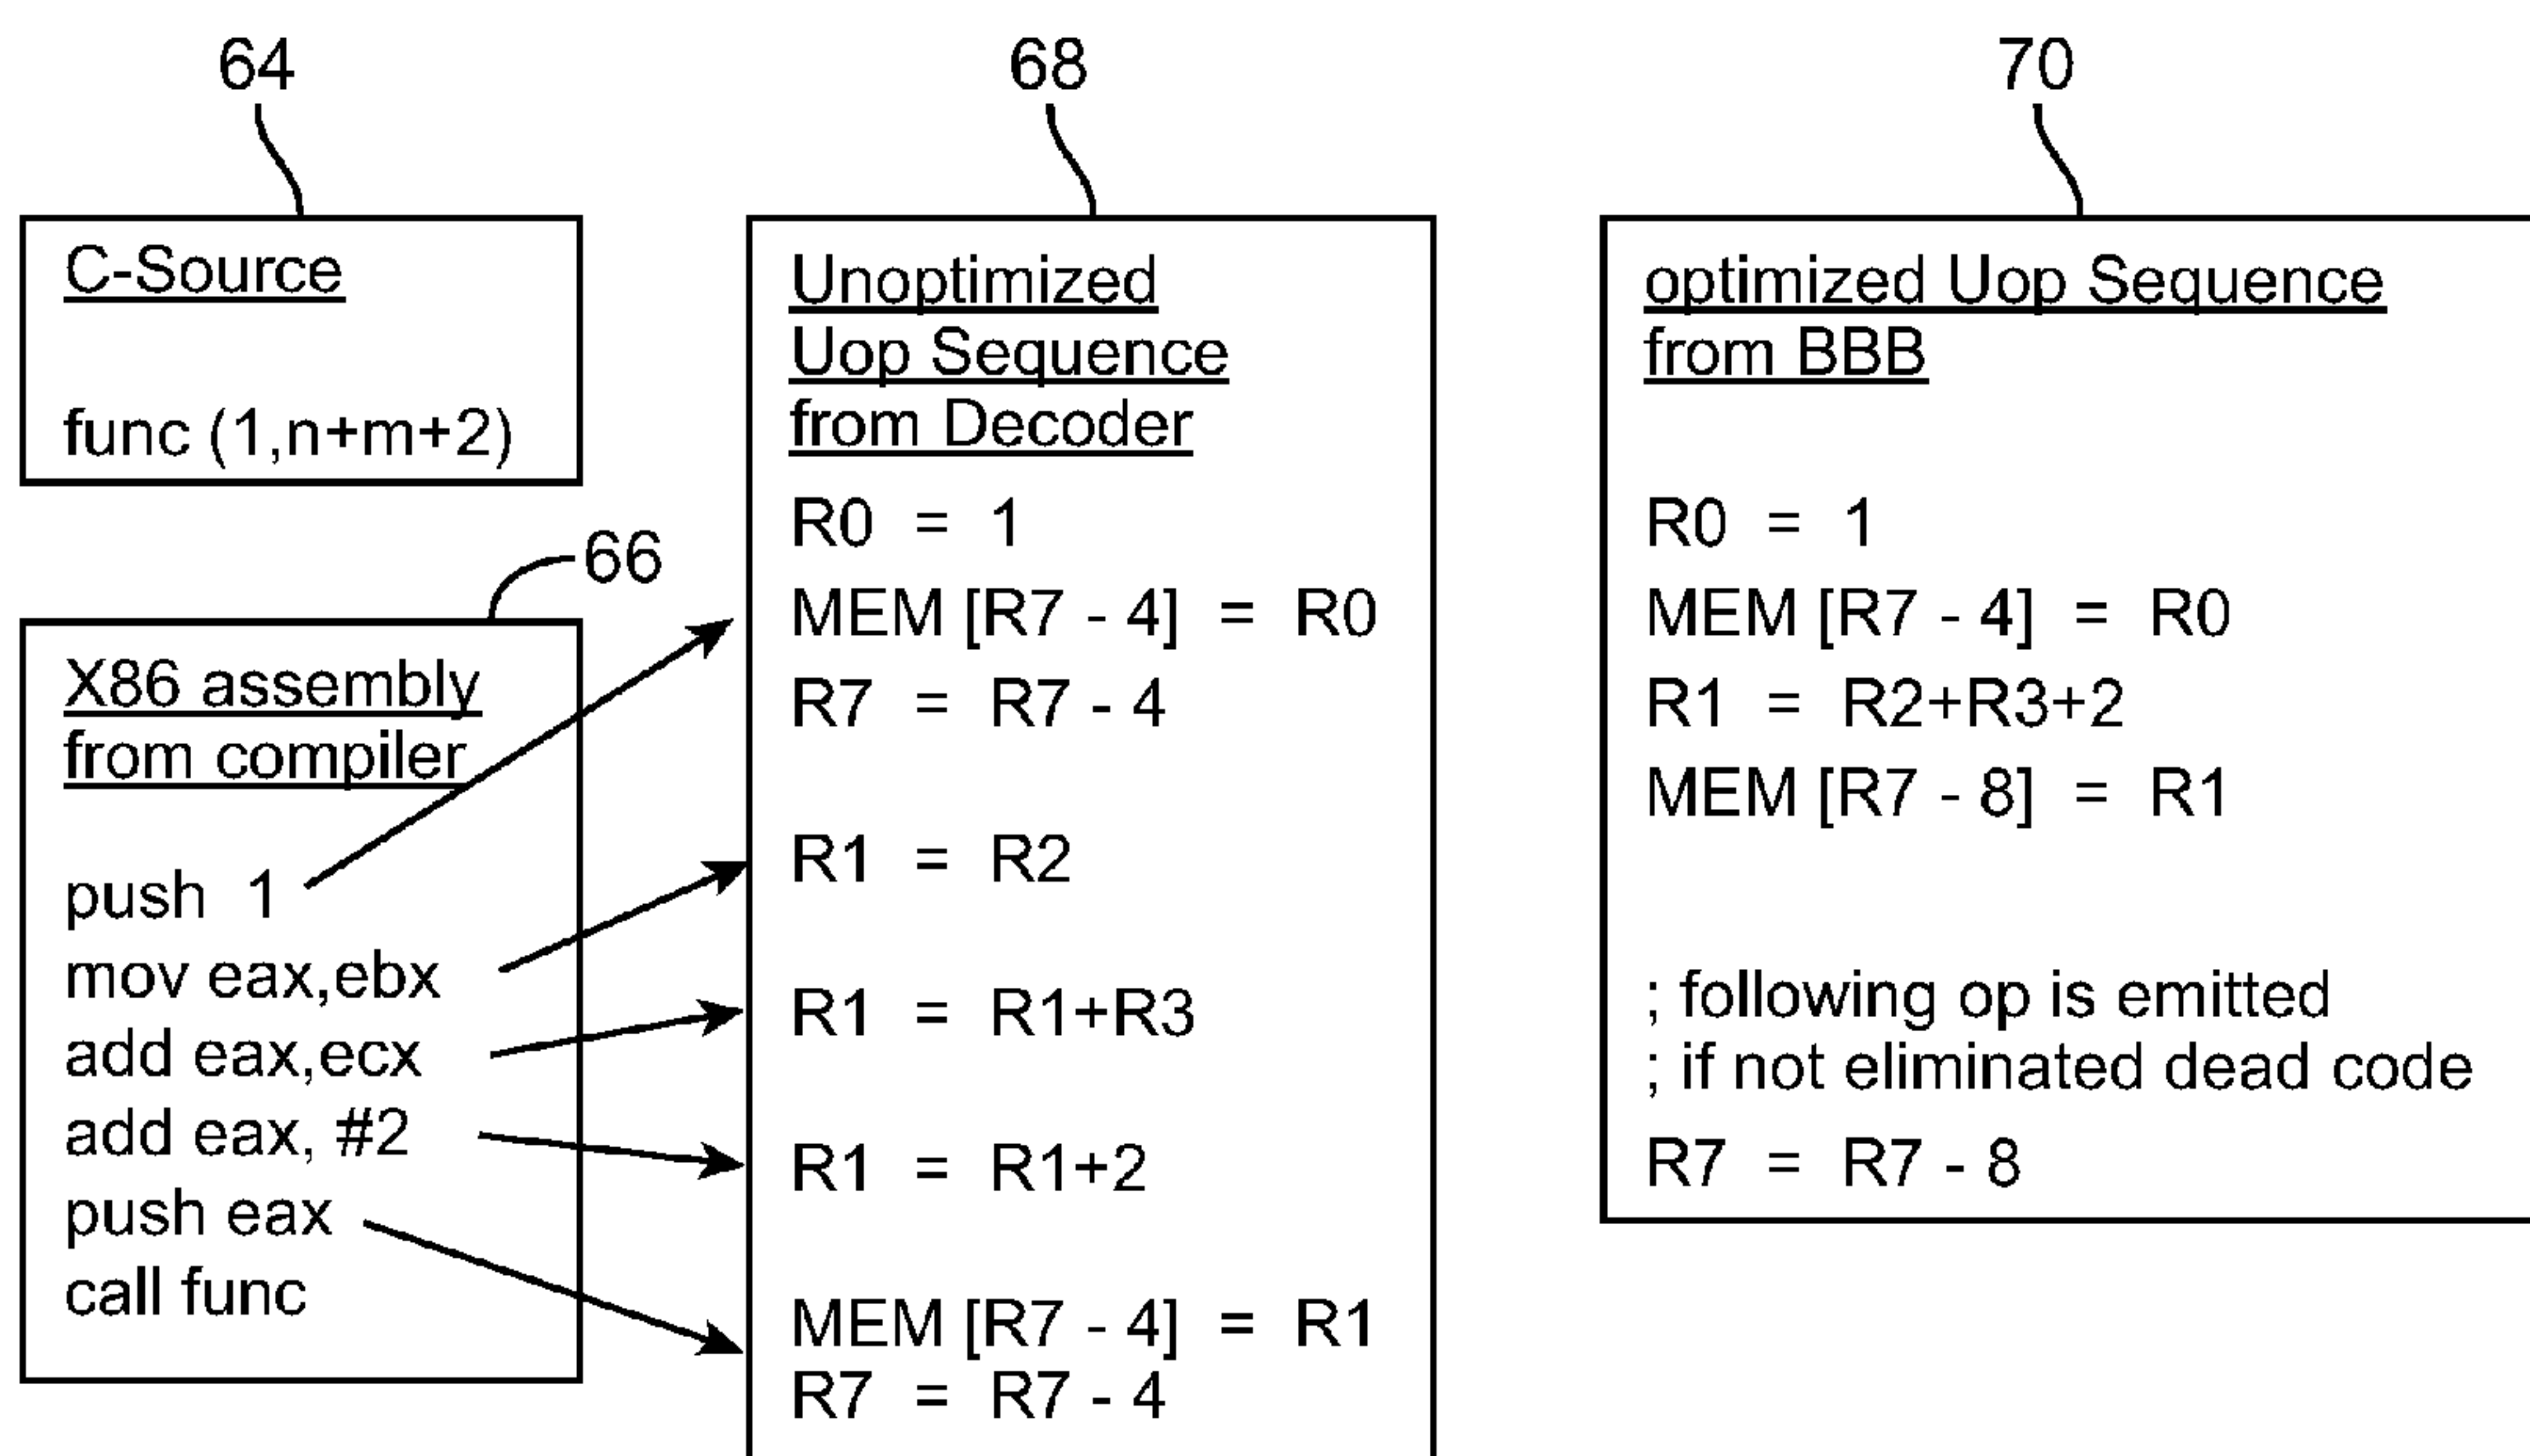 64
C-Source
func (1,n+m+2)
66
X86 assembly
from compiler
push 1
mov eax,ebx
add eax,ecx
add eax, #2
push eax
call func
68
Unoptimized
Uop Sequence
from Decoder
R0 = 1
MEM [R7 - 4] = R0
R7 = R7 - 4
R1 = R2
R1 = R1+R3
R1 = R1+2
MEM [R7 - 4] = R1
R7 = R7 - 4
70
optimized Uop Sequence
from BBB
R0 = 1
MEM [R7 - 4] = R0
R1 = R2+R3+2
MEM [R7 - 8] = R1
; following op is emitted
; if not eliminated dead code
R7 = R7 - 8